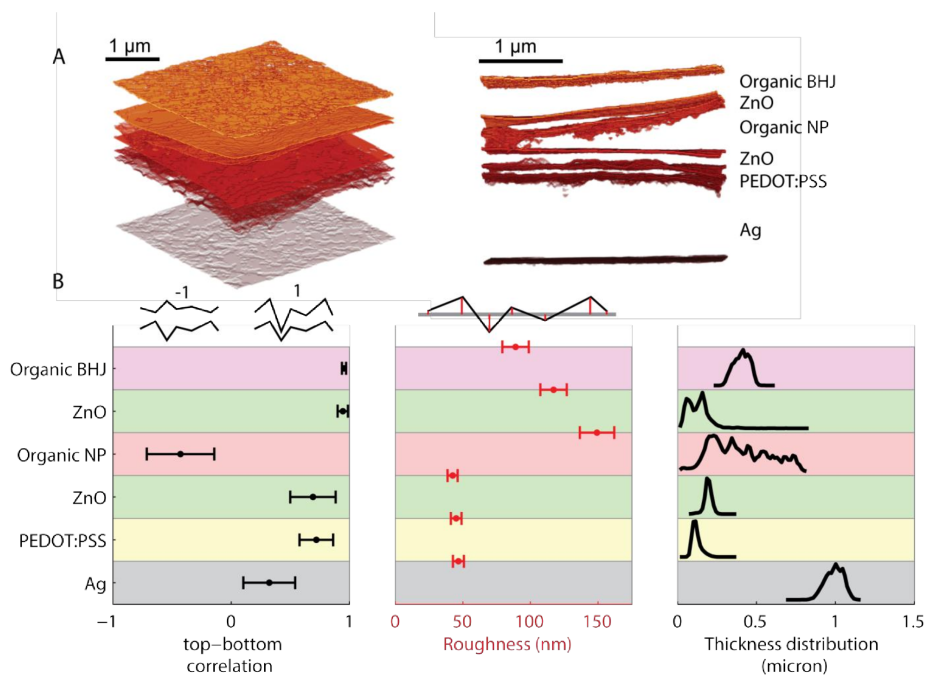 A
1 µm
1 µm
Organic BHJ
ZnO
Organic NP
ZnO
PEDOT:PSS
Ag
B
-1
1
Organic BHJ
ZnO
Organic NP
ZnO
PEDOT:PSS
Ag
−1
0
1
top−bottom
correlation
0
50
100
150
Roughness (nm)
0
0.5
1
1.5
Thickness distribution
(micron)